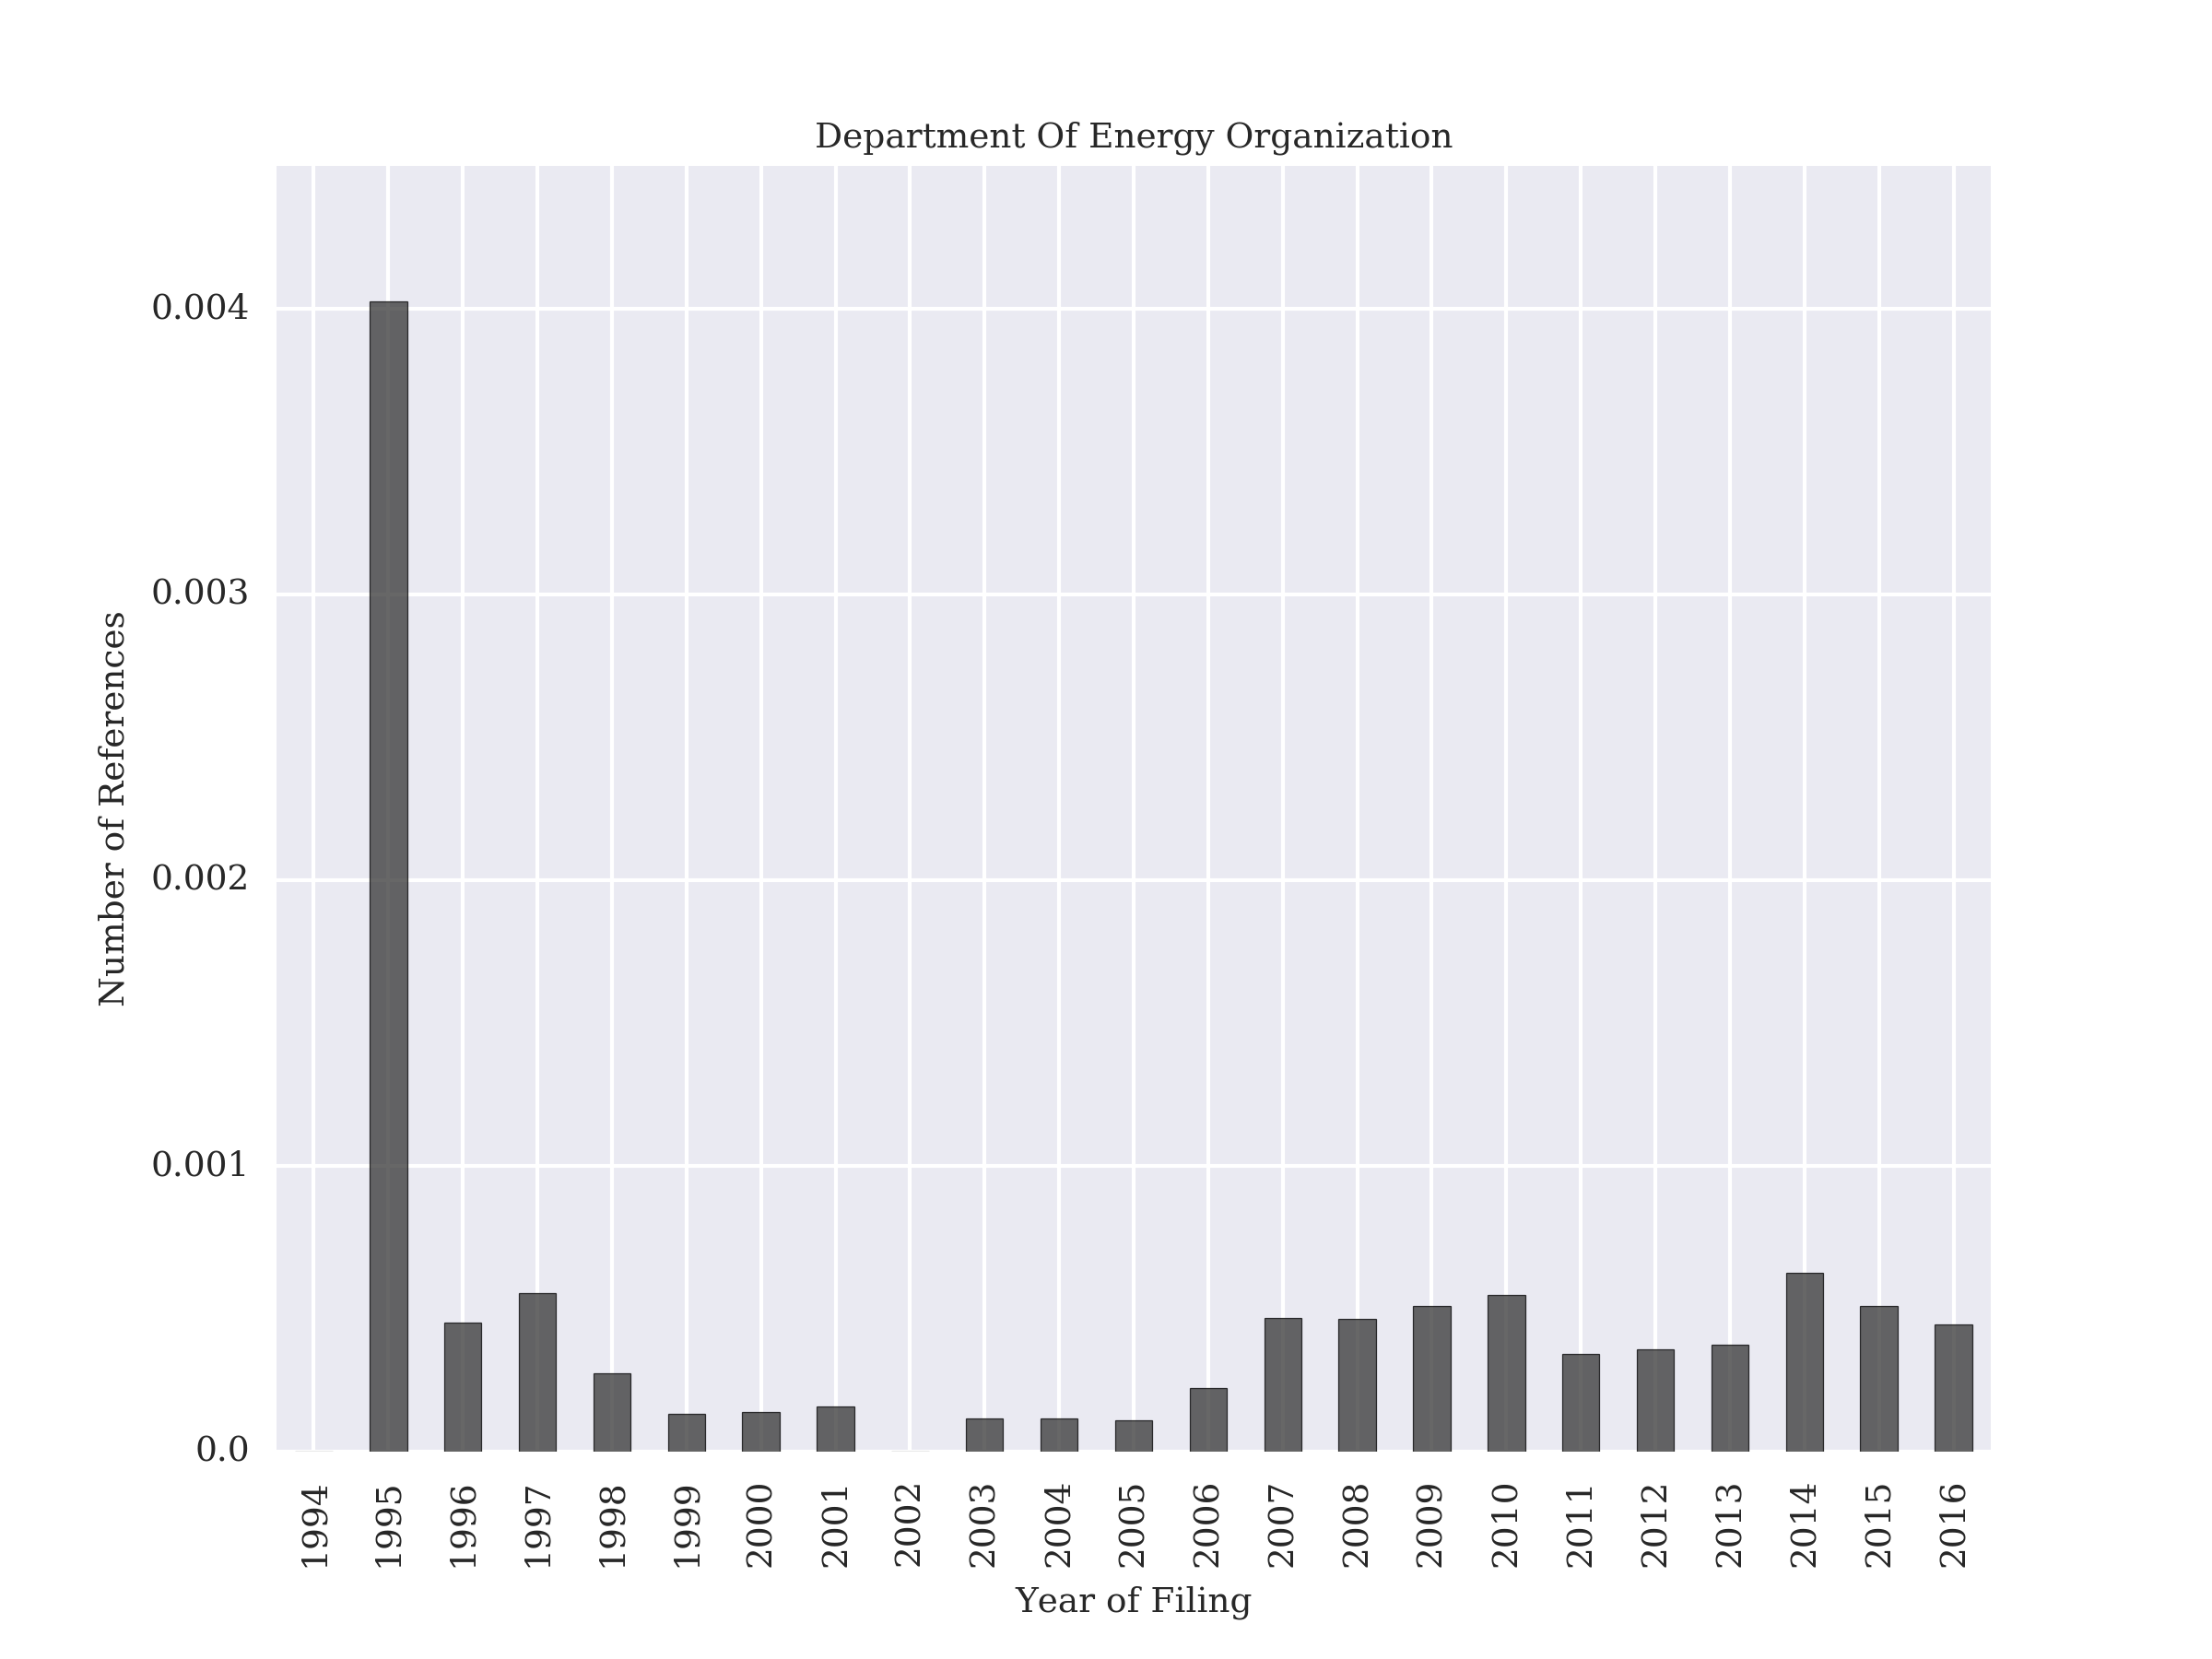 Department Of Energy Organization
Number of References
0.004
0.003
0.002
0.001
0.0
1994 1995 1996 1997 1998 1999 2000 2001 2002 2003 2004 2005 2006 2007 2008 2009 2010 2011 2012 2013 2014 2015 2016
Year of Filing